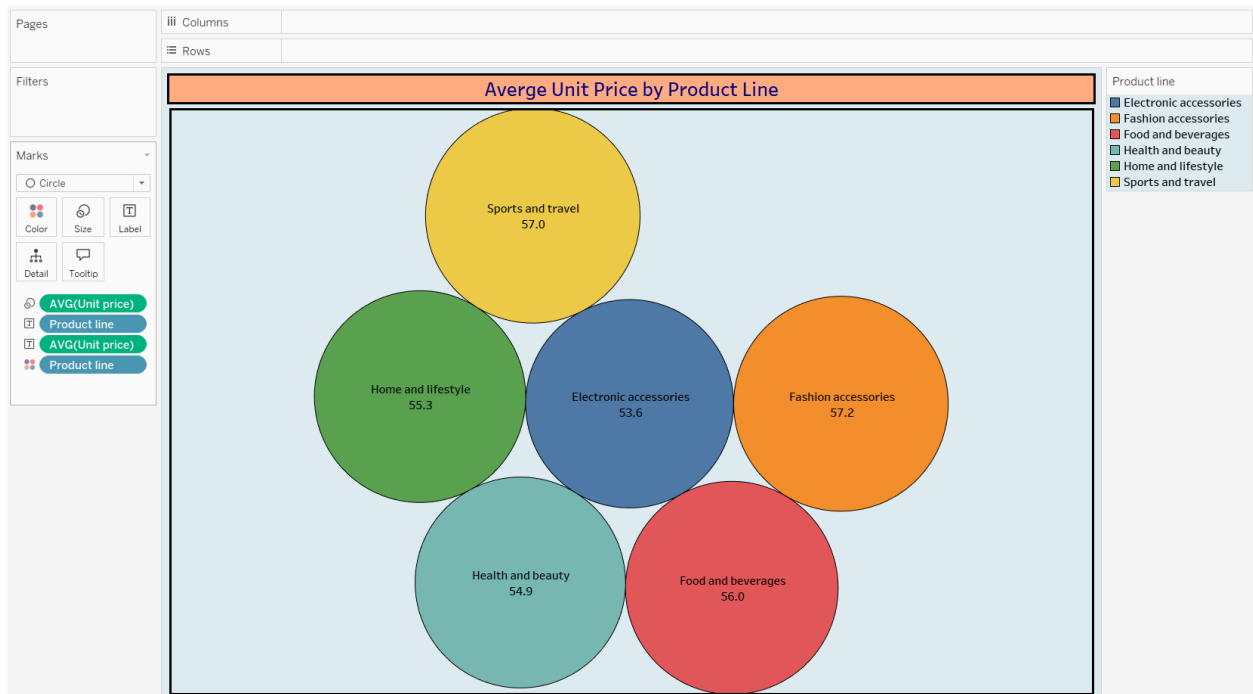 Pages
Columns
Rows
Filters
Marks
Circle
Color
Size
Label
Detail
Tooltip
AVG(Unit price)
Product line
AVG(Unit price)
Product line
Averge Unit Price by Product Line
Sports and travel
57.0
Home and lifestyle
55.3
Electronic accessories
53.6
Fashion accessories
57.2
Health and beauty
54.9
Food and beverages
56.0
Product line
Electronic accessories
Fashion accessories
Food and beverages
Health and beauty
Home and lifestyle
Sports and travel